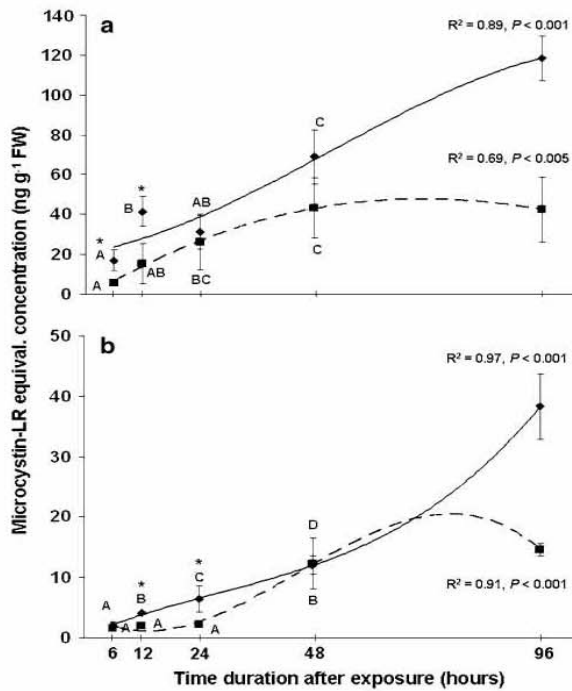 a
R² = 0.89, P < 0.001
140
120
100
80
60
40
20
0
C
R² = 0.69, P < 0.005
*
B
AB
*
A
C
AB
BC
A
Microcystin-LR equival. concentration (ng g⁻¹ FW)
b
50
40
30
20
10
0
R² = 0.97, P < 0.001
D
*
*
B
C
A
B
R² = 0.91, P < 0.001
A
A
A
6 12 24 48 96
Time duration after exposure (hours)